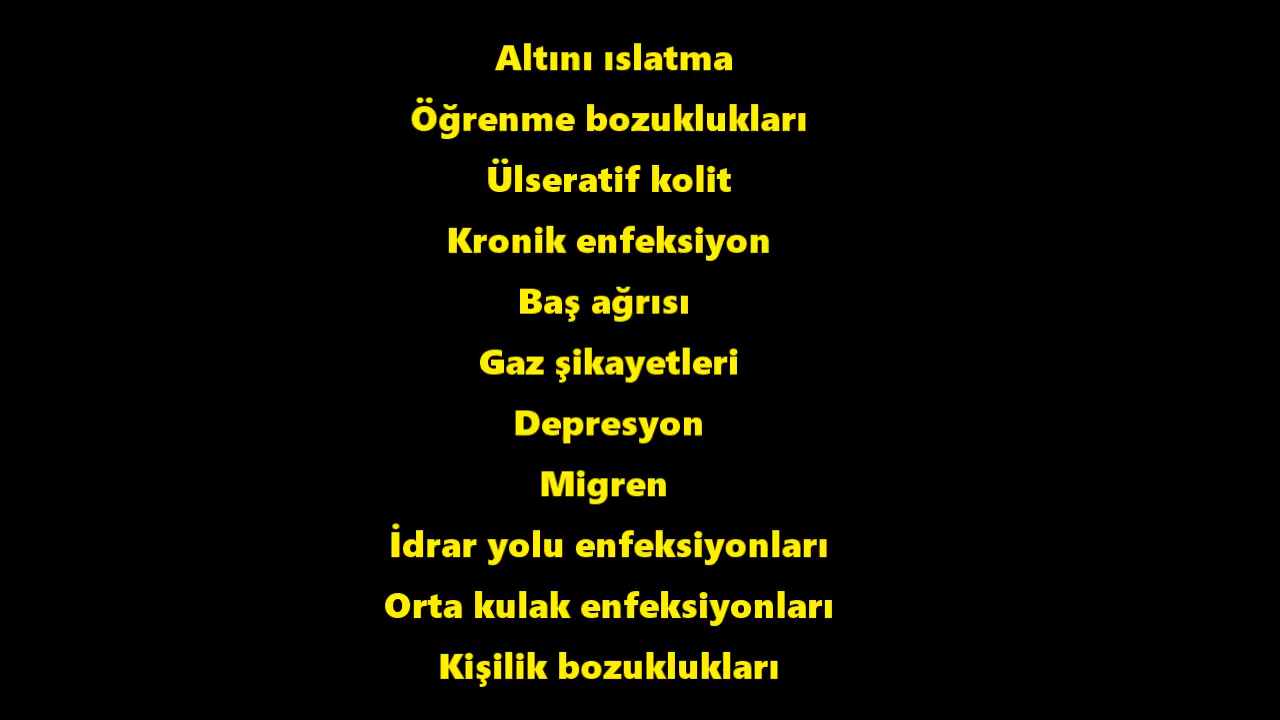 Altını ıslatma
Öğrenme bozuklukları
Ülseratif kolit
Kronik enfeksiyon
Baş ağrısı
Gaz şikayetleri
Depresyon
Migren
İdrar yolu enfeksiyonları
Orta kulak enfeksiyonları
Kişilik bozuklukları